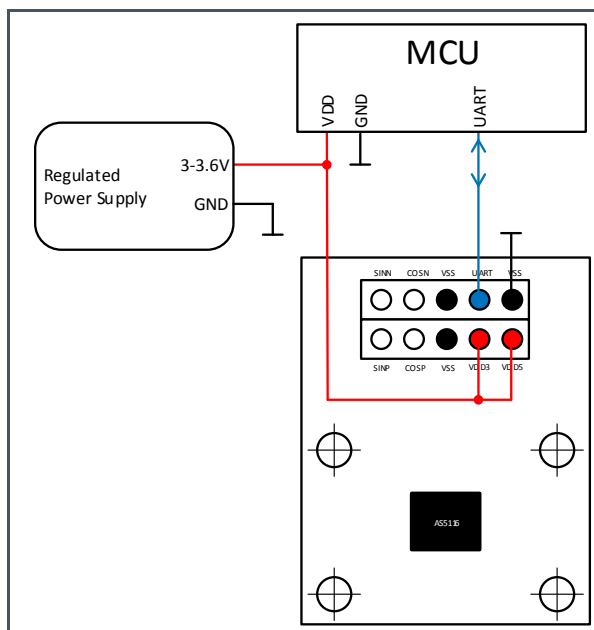 MCU
VDD
GND
UART
Regulated
Power Supply
3-3.6V
GND
SINN COSN VSS UART VSS
SINP COSP VSS VDD3 VDD5
AS5116